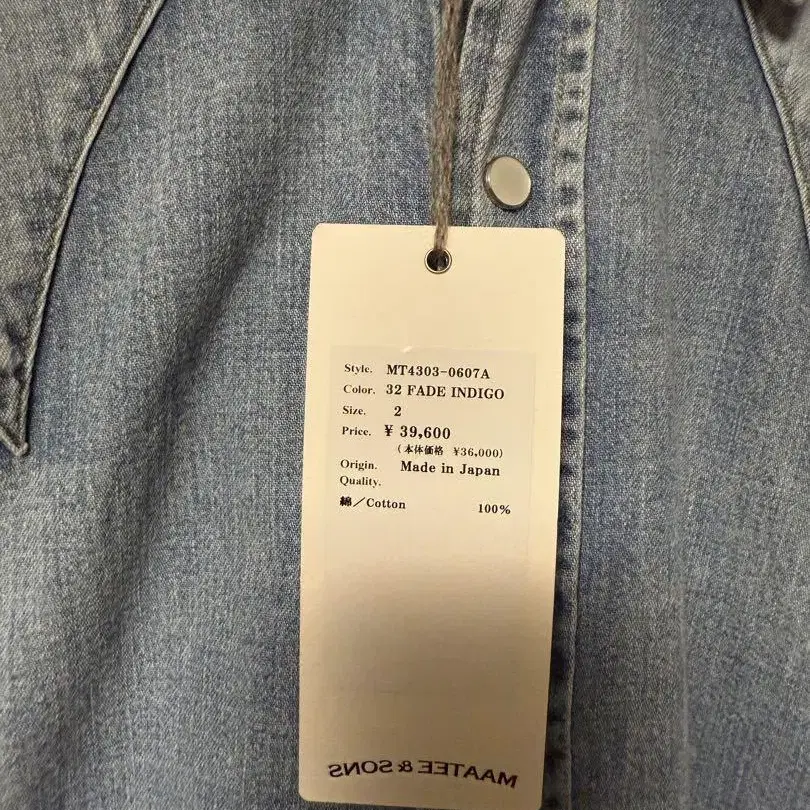 Style. MT4303-0607A
Color. 32 FADE INDIGO
Size. 2
Price. ¥ 39,600
(本体価格 ¥36,000)
Origin. Made in Japan
Quality.
綿／Cotton 100%
MAATEE & SONS